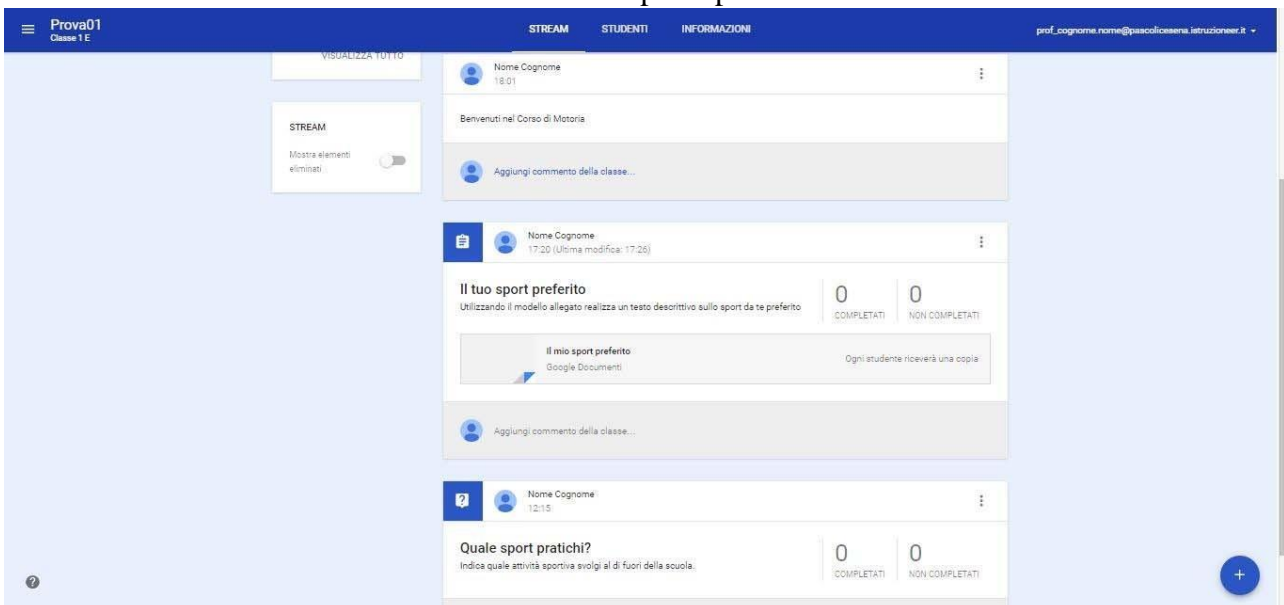 Prova01
Classe 1 E
STREAM STUDENTI INFORMAZIONI
prof_cognome.nome@pascolicesena.istruzioneer.it
VISUALIZZA TUTTO
STREAM
Mostra elementi
eliminati
Nome Cognome
18:01
Benvenuti nel Corso di Motoria
Aggiungi commento della classe...
Nome Cognome
17:20 (Ultima modifica: 17:26)
Il tuo sport preferito
Utilizzando il modello allegato realizza un testo descrittivo sullo sport da te preferito
0 0
COMPLETATI NON COMPLETATI
Il mio sport preferito
Google Documenti
Ogni studente riceverà una copia
Aggiungi commento della classe...
Nome Cognome
12:15
Quale sport pratichi?
Indica quale attività sportiva svolgi al di fuori della scuola.
0 0
COMPLETATI NON COMPLETATI